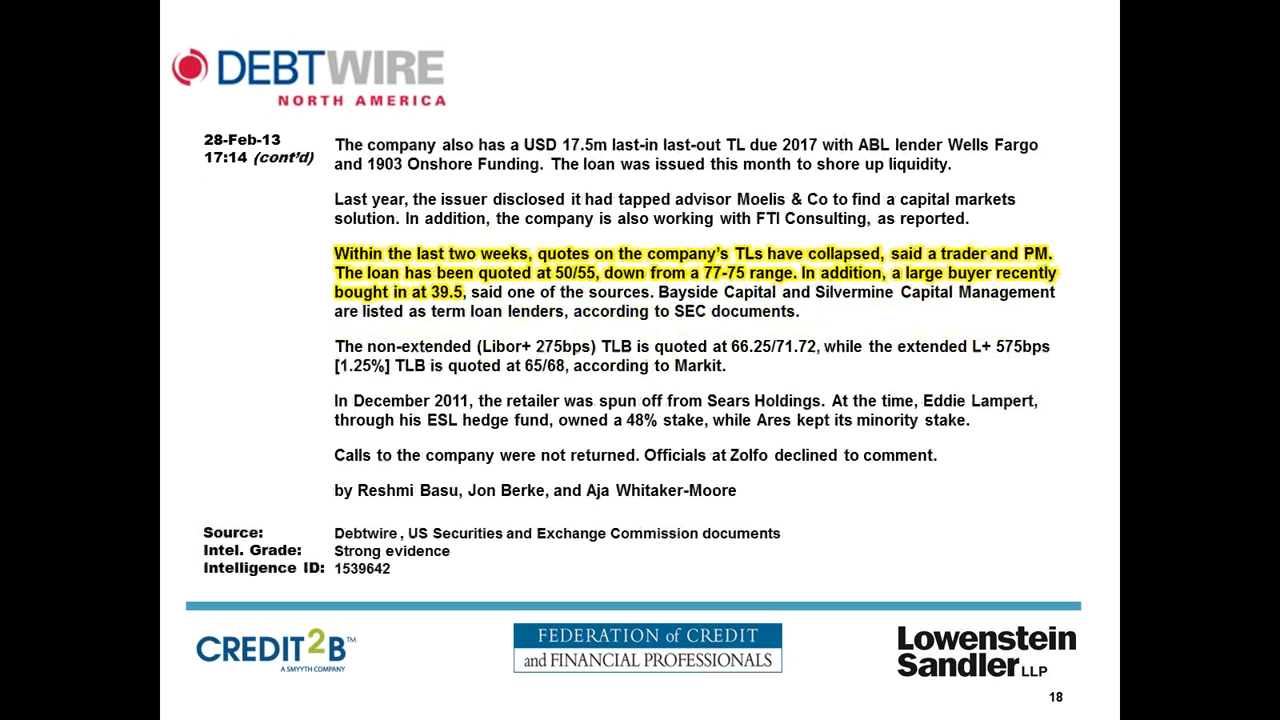 DEBTWIRE
NORTH AMERICA
28-Feb-13
17:14 (cont’d)
The company also has a USD 17.5m last-in last-out TL due 2017 with ABL lender Wells Fargo
and 1903 Onshore Funding. The loan was issued this month to shore up liquidity.
Last year, the issuer disclosed it had tapped advisor Moelis & Co to find a capital markets
solution. In addition, the company is also working with FTI Consulting, as reported.
Within the last two weeks, quotes on the company’s TLs have collapsed, said a trader and PM.
The loan has been quoted at 50/55, down from a 77-75 range. In addition, a large buyer recently
bought in at 39.5, said one of the sources. Bayside Capital and Silvermine Capital Management
are listed as term loan lenders, according to SEC documents.
The non-extended (Libor+ 275bps) TLB is quoted at 66.25/71.72, while the extended L+ 575bps
[1.25%] TLB is quoted at 65/68, according to Markit.
In December 2011, the retailer was spun off from Sears Holdings. At the time, Eddie Lampert,
through his ESL hedge fund, owned a 48% stake, while Ares kept its minority stake.
Calls to the company were not returned. Officials at Zolfo declined to comment.
by Reshmi Basu, Jon Berke, and Aja Whitaker-Moore
Source: Debtwire, US Securities and Exchange Commission documents
Intel. Grade: Strong evidence
Intelligence ID: 1539642
CREDIT2B™
A SMYYTH COMPANY
FEDERATION of CREDIT
and FINANCIAL PROFESSIONALS
Lowenstein
Sandler LLP
18